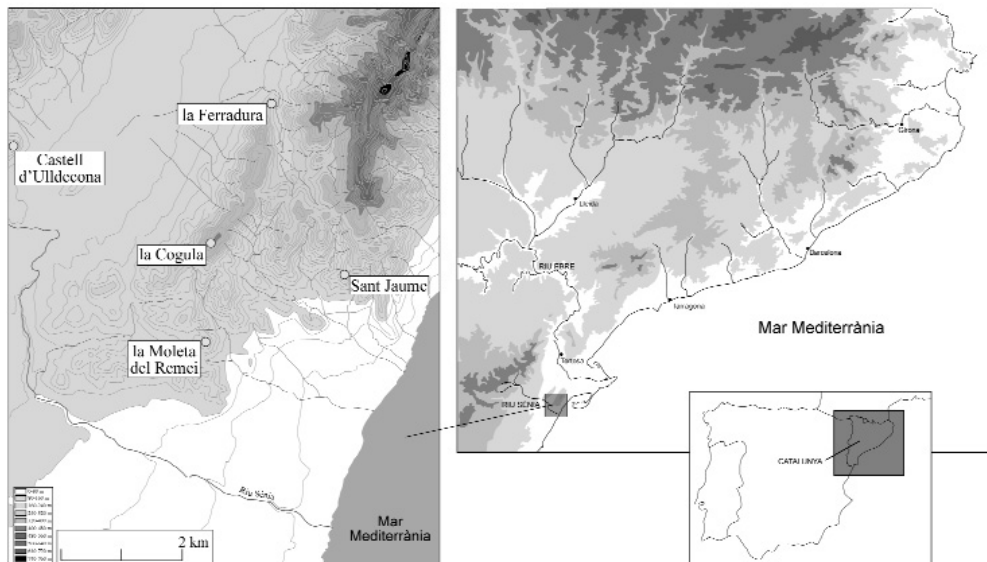 la Ferradura
Castell
d'Ulldecona
la Cogula
Sant Jaume
la Moleta
del Remei
Riu Sénia
Mar
Mediterrània
2 km
Girona
Lleida
RIU EBRE
Barcelona
Tarragona
Mar Mediterrània
Tortosa
RIU SÉNIA
CATALUNYA